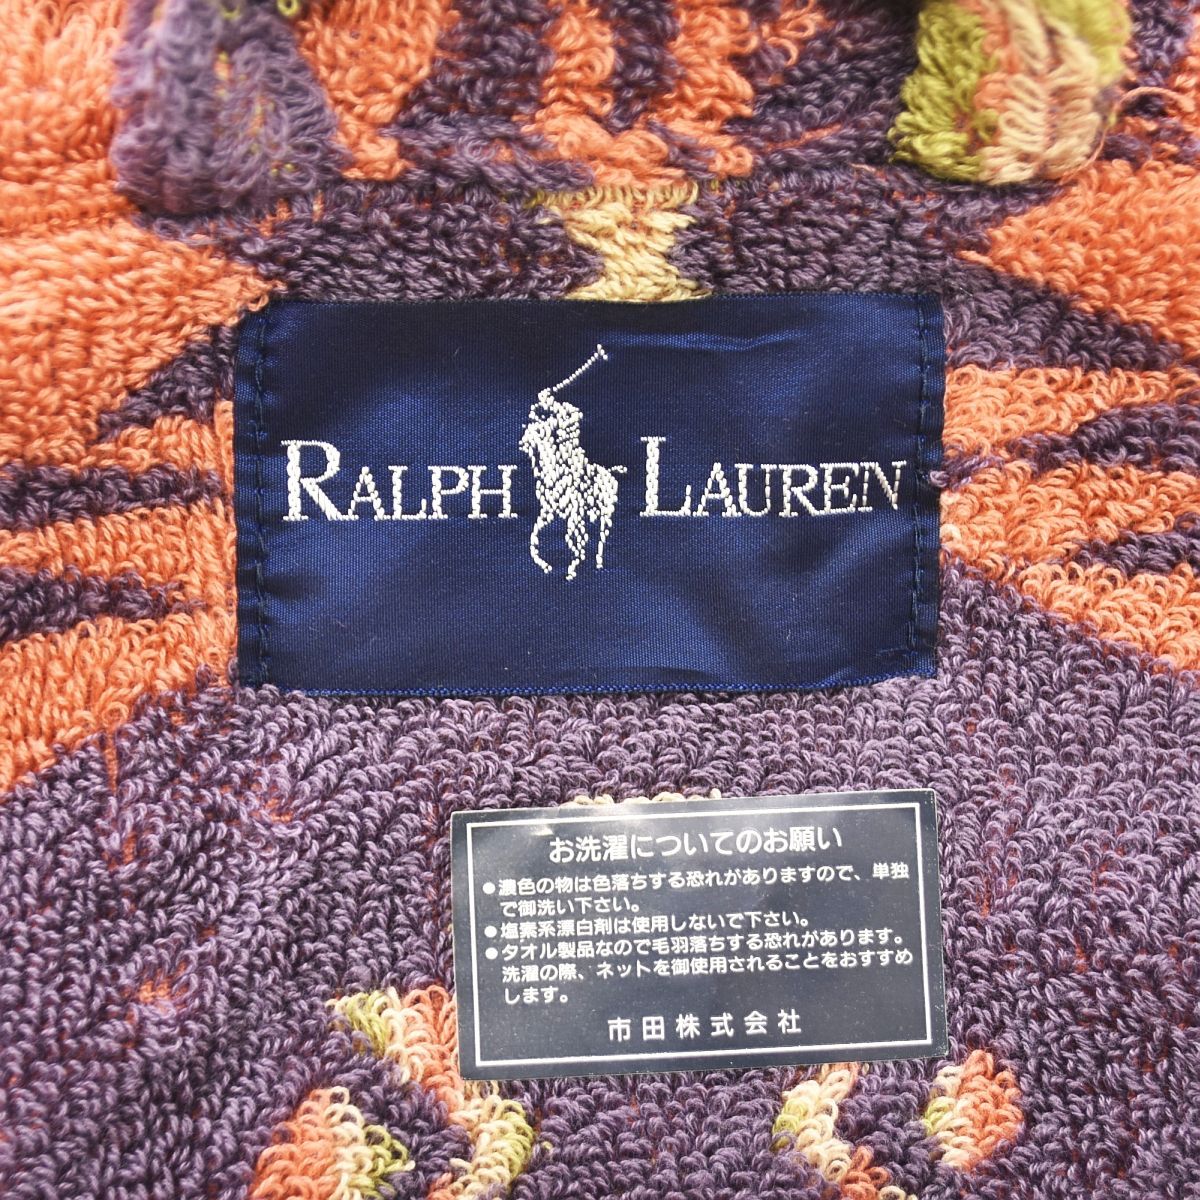 RALPH LAUREN
お洗濯についてのお願い
●濃色の物は色落ちする恐れがありますので、単独
で御洗い下さい。
●塩素系漂白剤は使用しないで下さい。
●タオル製品なので毛羽落ちする恐れがあります。
洗濯の際、ネットを御使用されることをおすすめ
します。
市田株式会社